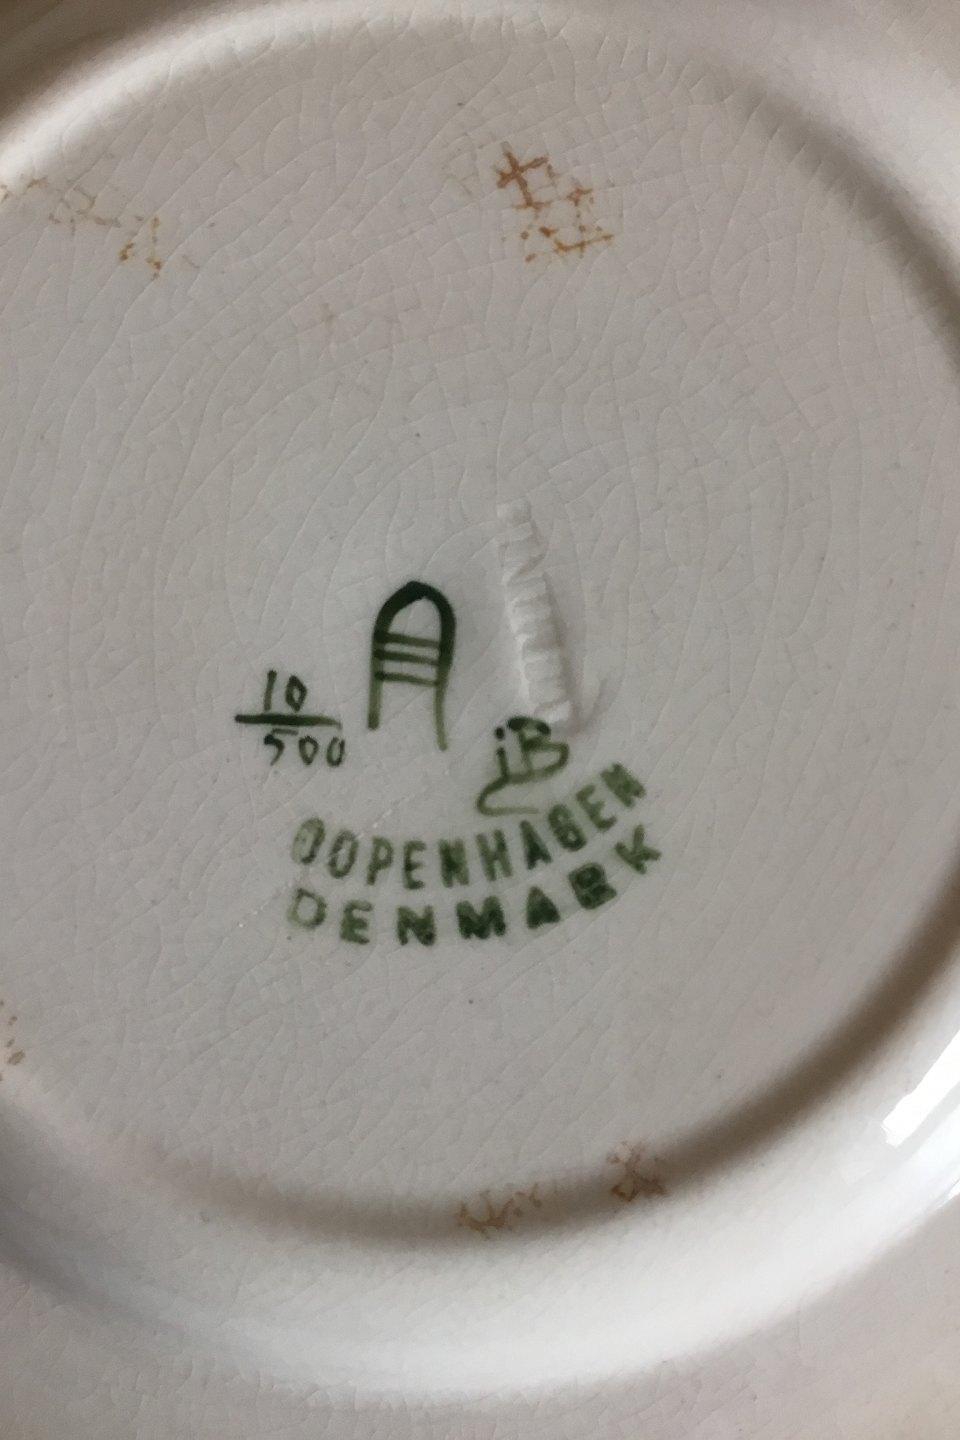 10
500
A
iB
COPENHAGEN
DENMARK